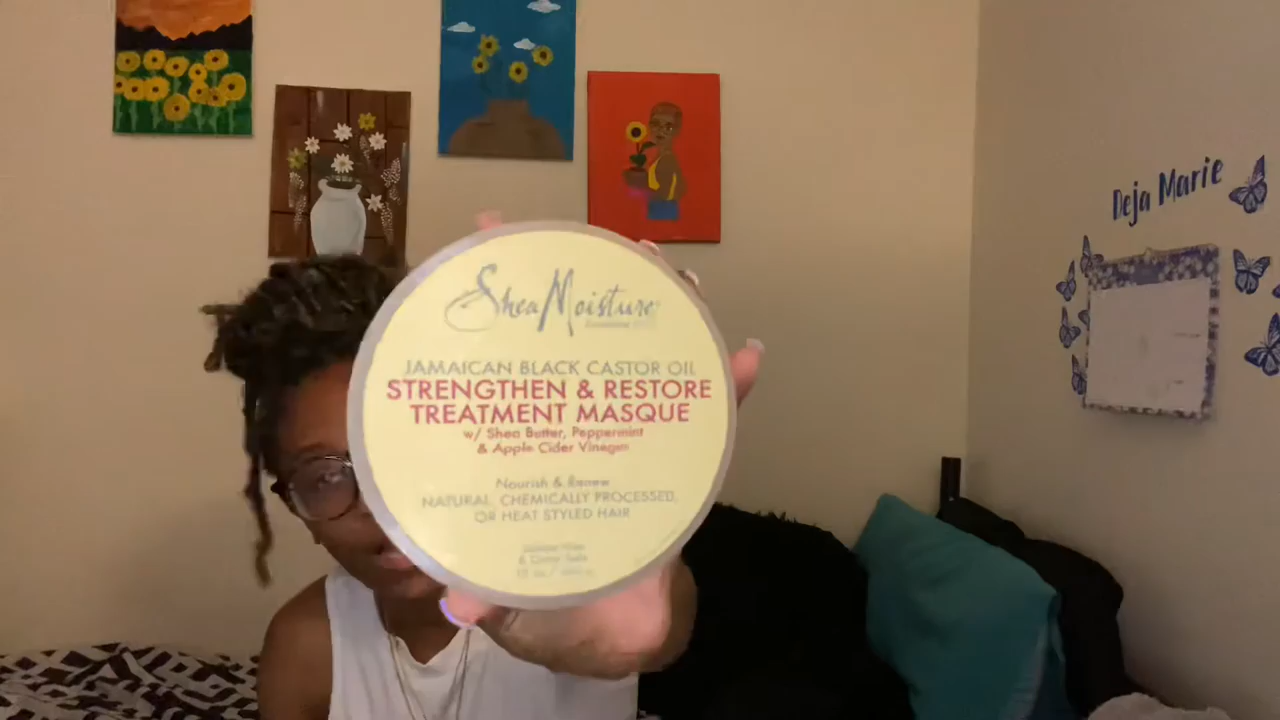 SheaMoisture
JAMAICAN BLACK CASTOR OIL
STRENGTHEN & RESTORE
TREATMENT MASQUE
w/ Shea Butter, Peppermint
& Apple Cider Vinegar
Nourish & Renew
NATURAL, CHEMICALLY PROCESSED,
OR HEAT STYLED HAIR
Deja Marie